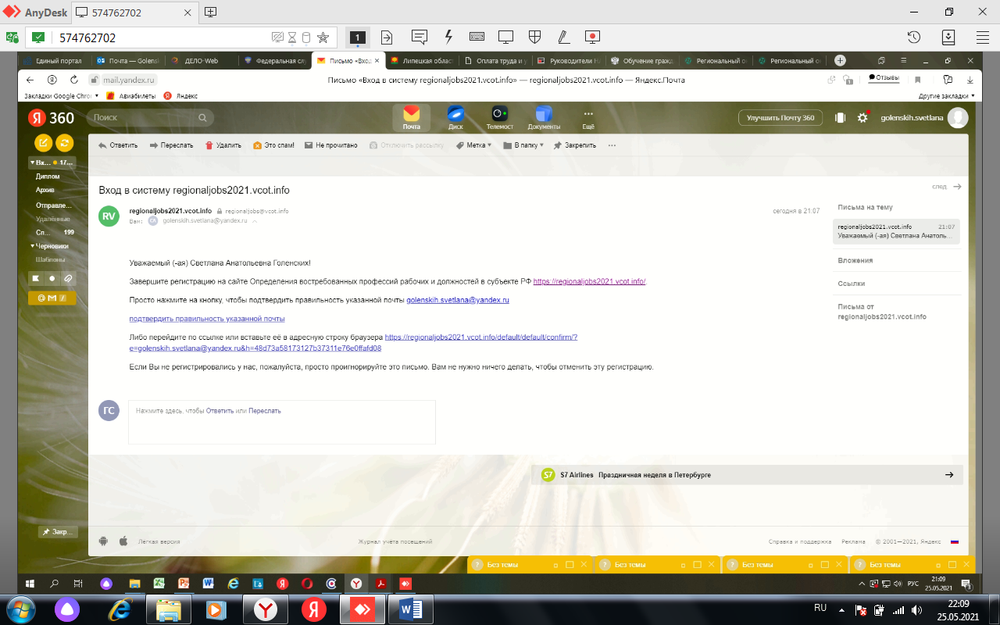 AnyDesk
574762702
574762702
1
Единый портал
Почта — Golensk
ДЕЛО-Web
Федеральная слу
Письмо «Вход
Липецкая област
Оплата труда и у
Руководители НА
Обучение гражд
Региональный о
Региональный о
mail.yandex.ru
Письмо «Вход в систему regionaljobs2021.vcot.info» — regionaljobs2021.vcot.info — Яндекс.Почта
Отзывы
Закладки Google Chro
Авиабилеты
Яндекс
Другие закладки
Я 360
Поиск
Почта
Диск
Телемост
Документы
Ещё
Улучшить Почту 360
golenskih.svetlana
Ответить
Переслать
Удалить
Это спам!
Не прочитано
Отключить рассылку
Метка
В папку
Закрепить
Вх... 17...
Диплом
Архив
Отправле...
Удалённые
Сп... 199
Черновики
Шаблоны
Вход в систему regionaljobs2021.vcot.info
след.
RV
regionaljobs2021.vcot.info regionaljobs@vcot.info
сегодня в 21:07
Вам: golenskih.svetlana@yandex.ru
Письма на тему
regionaljobs2021.vcot.info 21:07
Уважаемый (-ая) Светлана Анатоль...
Вложения
Ссылки
Письма от
regionaljobs2021.vcot.info
Уважаемый (-ая) Светлана Анатольевна Голенских!
Завершите регистрацию на сайте Определения востребованных профессий рабочих и должностей в субъекте РФ https://regionaljobs2021.vcot.info/.
Просто нажмите на кнопку, чтобы подтвердить правильность указанной почты golenskih.svetlana@yandex.ru
подтвердить правильность указанной почты
Либо перейдите по ссылке или вставьте её в адресную строку браузера https://regionaljobs2021.vcot.info/default/default/confirm/?
e=golenskih.svetlana@yandex.ru&h=48d73a58173127b37311e76e0ffafd08
Если Вы не регистрировались у нас, пожалуйста, просто проигнорируйте это письмо. Вам не нужно ничего делать, чтобы отменить эту регистрацию.
ГС
Нажмите здесь, чтобы Ответить или Переслать
S7 S7 Airlines Праздничная неделя в Петербурге
Закр...
Легкая версия
Журнал учёта посещений
Справка и поддержка
Реклама
© 2001—2021, Яндекс
Без темы
Без темы
Без темы
Без темы
РУС
21:09
25.05.2021
3
RU
22:09
25.05.2021